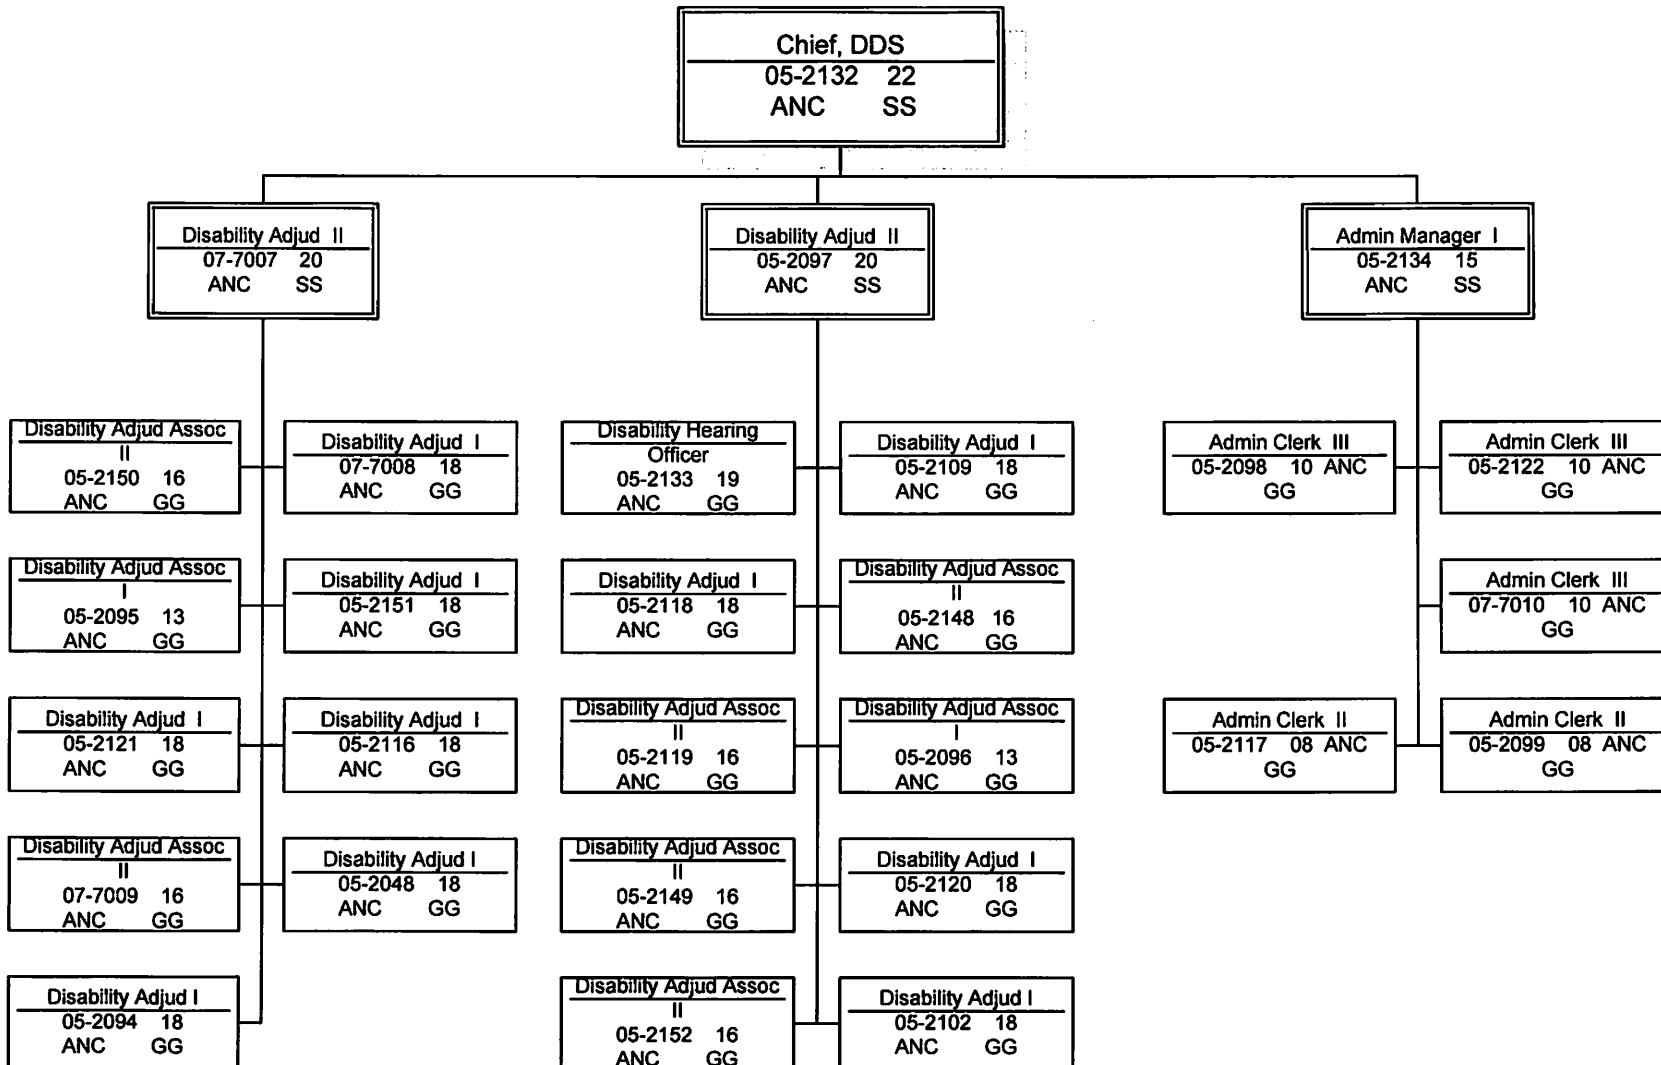 Chief, DDS
05-2132 22
ANC SS
Disability Adjud II
07-7007 20
ANC SS
Disability Adjud II
05-2097 20
ANC SS
Admin Manager I
05-2134 15
ANC SS
Disability Adjud Assoc
II
05-2150 16
ANC GG
Disability Adjud I
07-7008 18
ANC GG
Disability Hearing
Officer
05-2133 19
ANC GG
Disability Adjud I
05-2109 18
ANC GG
Admin Clerk III
05-2098 10 ANC
GG
Admin Clerk III
05-2122 10 ANC
GG
Disability Adjud Assoc
I
05-2095 13
ANC GG
Disability Adjud I
05-2151 18
ANC GG
Disability Adjud I
05-2118 18
ANC GG
Disability Adjud Assoc
II
05-2148 16
ANC GG
Admin Clerk III
07-7010 10 ANC
GG
Disability Adjud I
05-2121 18
ANC GG
Disability Adjud I
05-2116 18
ANC GG
Disability Adjud Assoc
II
05-2119 16
ANC GG
Disability Adjud Assoc
I
05-2096 13
ANC GG
Admin Clerk II
05-2117 08 ANC
GG
Admin Clerk II
05-2099 08 ANC
GG
Disability Adjud Assoc
II
07-7009 16
ANC GG
Disability Adjud I
05-2048 18
ANC GG
Disability Adjud Assoc
II
05-2149 16
ANC GG
Disability Adjud I
05-2120 18
ANC GG
Disability Adjud I
05-2094 18
ANC GG
Disability Adjud Assoc
II
05-2152 16
ANC GG
Disability Adjud I
05-2102 18
ANC GG